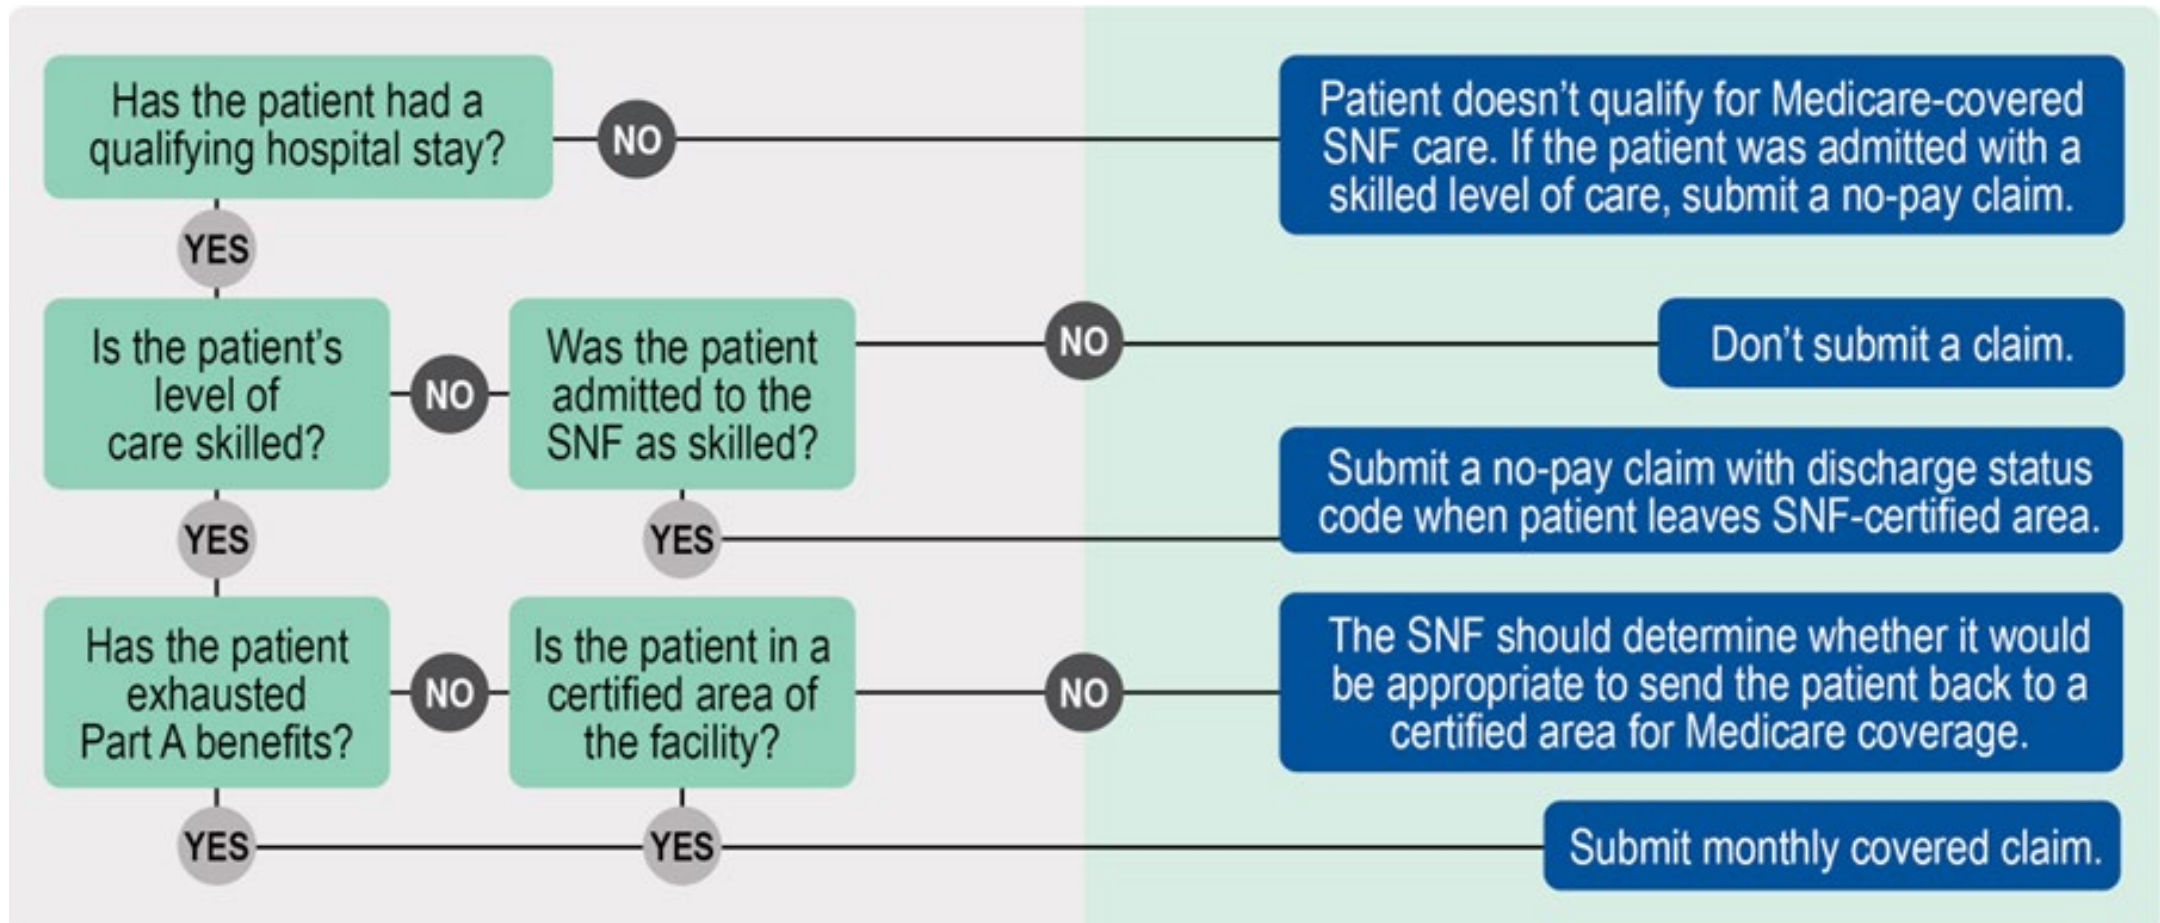 Has the patient had a
qualifying hospital stay?
NO
Patient doesn't qualify for Medicare-covered
SNF care. If the patient was admitted with a
skilled level of care, submit a no-pay claim.
YES
Is the patient's
level of
care skilled?
NO
Was the patient
admitted to the
SNF as skilled?
NO
Don't submit a claim.
YES
YES
Submit a no-pay claim with discharge status
code when patient leaves SNF-certified area.
Has the patient
exhausted
Part A benefits?
NO
Is the patient in a
certified area of
the facility?
NO
The SNF should determine whether it would
be appropriate to send the patient back to a
certified area for Medicare coverage.
YES
YES
Submit monthly covered claim.